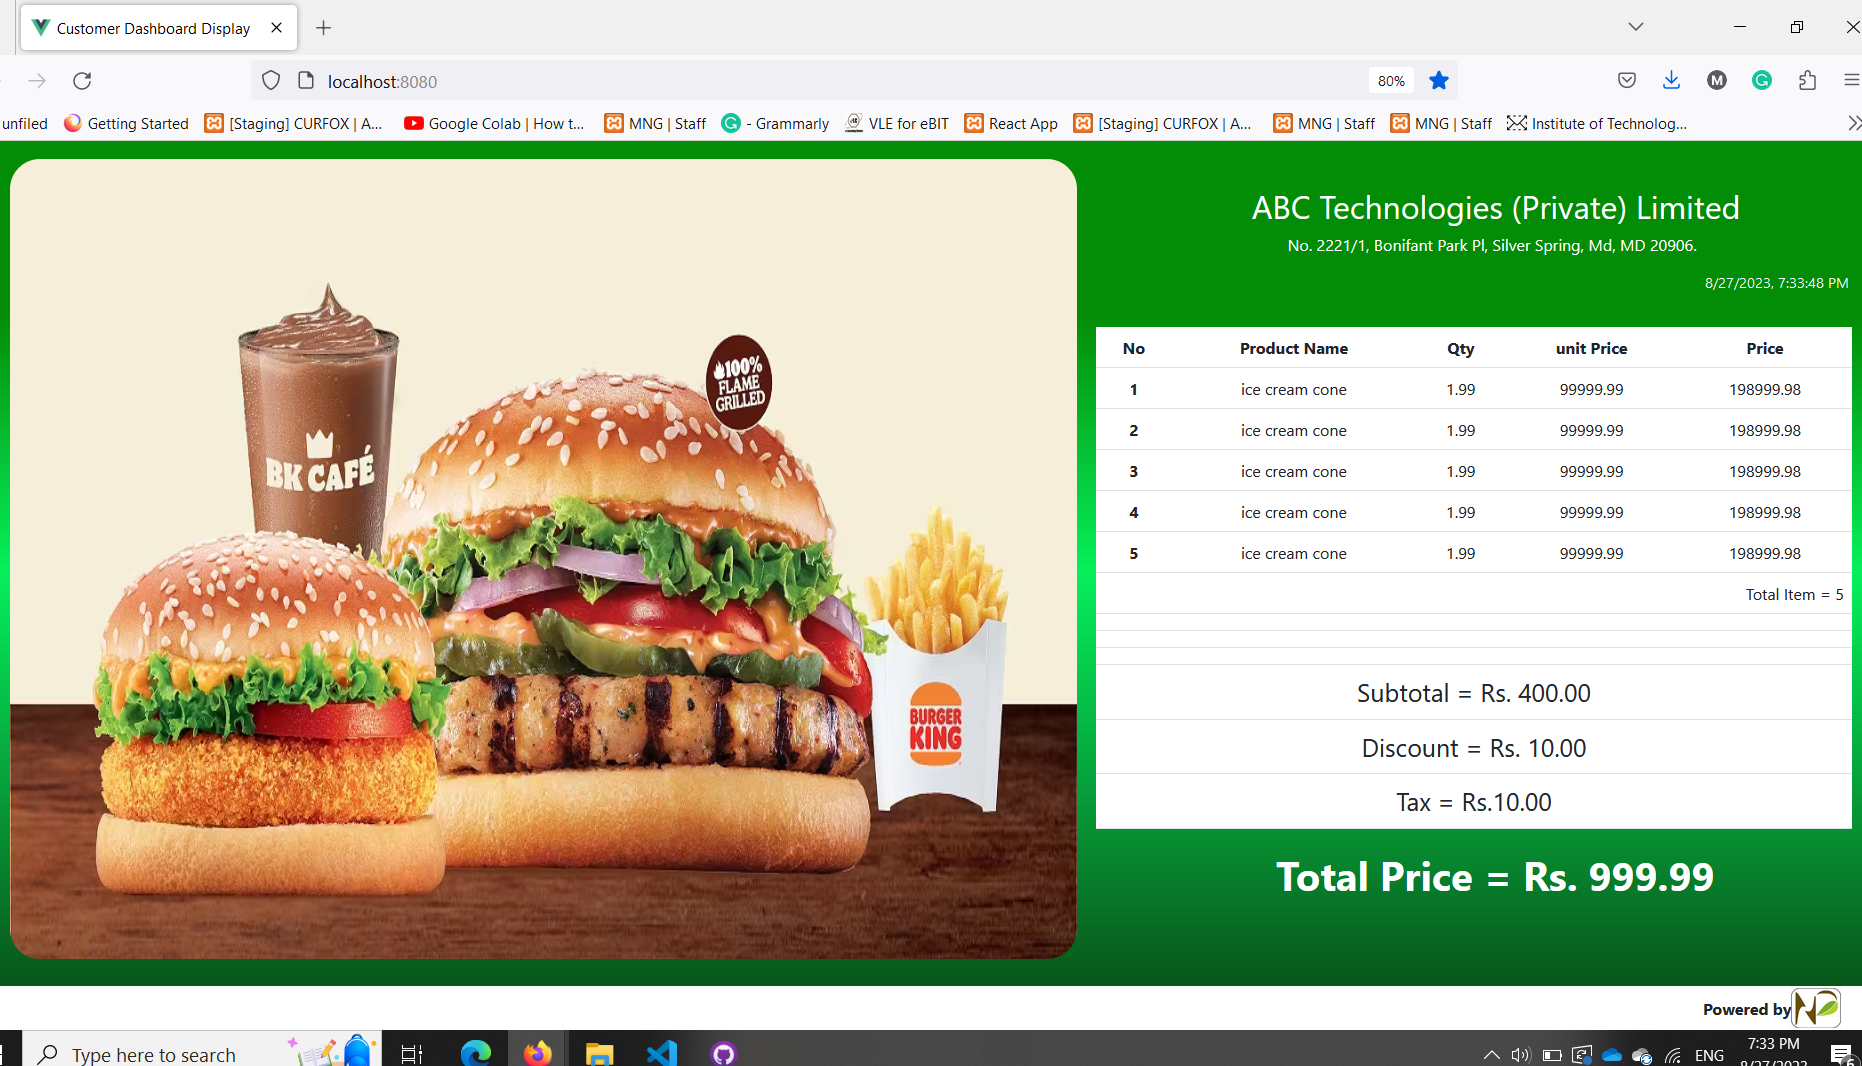 Customer Dashboard Display
localhost:8080
80%
unfiled Getting Started [Staging] CURFOX | A... Google Colab | How t... MNG | Staff - Grammarly VLE for eBIT React App [Staging] CURFOX | A... MNG | Staff MNG | Staff Institute of Technolog...
ABC Technologies (Private) Limited
No. 2221/1, Bonifant Park Pl, Silver Spring, Md, MD 20906.
8/27/2023, 7:33:48 PM
100%
FLAME
GRILLED
BK CAFÉ
BURGER
KING
No Product Name Qty unit Price Price
1 ice cream cone 1.99 99999.99 198999.98
2 ice cream cone 1.99 99999.99 198999.98
3 ice cream cone 1.99 99999.99 198999.98
4 ice cream cone 1.99 99999.99 198999.98
5 ice cream cone 1.99 99999.99 198999.98
Total Item = 5
Subtotal = Rs. 400.00
Discount = Rs. 10.00
Tax = Rs.10.00
Total Price = Rs. 999.99
Powered by
Type here to search
ENG
7:33 PM
8/27/2023
6